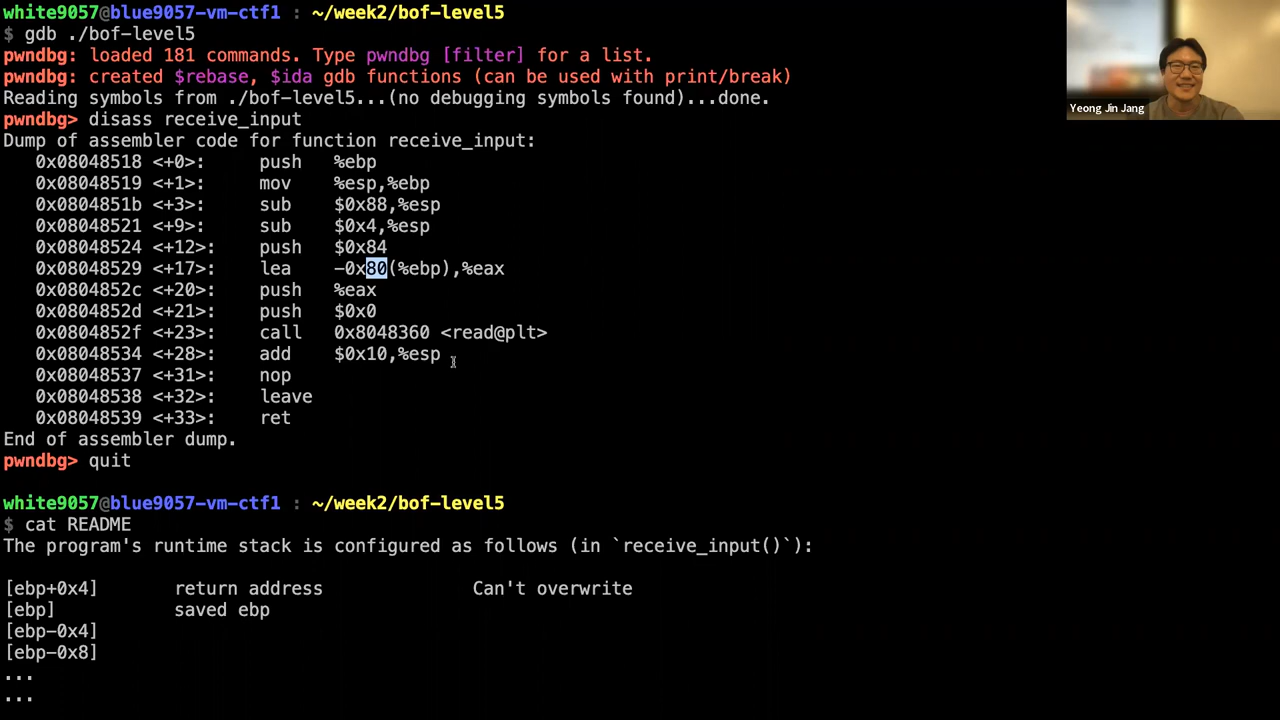 white9057@blue9057-vm-ctf1 : ~/week2/bof-level5
$ gdb ./bof-level5
pwndbg: loaded 181 commands. Type pwndbg [filter] for a list.
pwndbg: created $rebase, $ida gdb functions (can be used with print/break)
Reading symbols from ./bof-level5...(no debugging symbols found)...done.
pwndbg> disass receive_input
Dump of assembler code for function receive_input:
0x08048518 <+0>: push %ebp
0x08048519 <+1>: mov %esp,%ebp
0x0804851b <+3>: sub $0x88,%esp
0x08048521 <+9>: sub $0x4,%esp
0x08048524 <+12>: push $0x84
0x08048529 <+17>: lea -0x80(%ebp),%eax
0x0804852c <+20>: push %eax
0x0804852d <+21>: push $0x0
0x0804852f <+23>: call 0x8048360 <read@plt>
0x08048534 <+28>: add $0x10,%esp
0x08048537 <+31>: nop
0x08048538 <+32>: leave
0x08048539 <+33>: ret
End of assembler dump.
pwndbg> quit
white9057@blue9057-vm-ctf1 : ~/week2/bof-level5
$ cat README
The program's runtime stack is configured as follows (in `receive_input()`):
[ebp+0x4] return address Can't overwrite
[ebp] saved ebp
[ebp-0x4]
[ebp-0x8]
...
...
Yeong Jin Jang